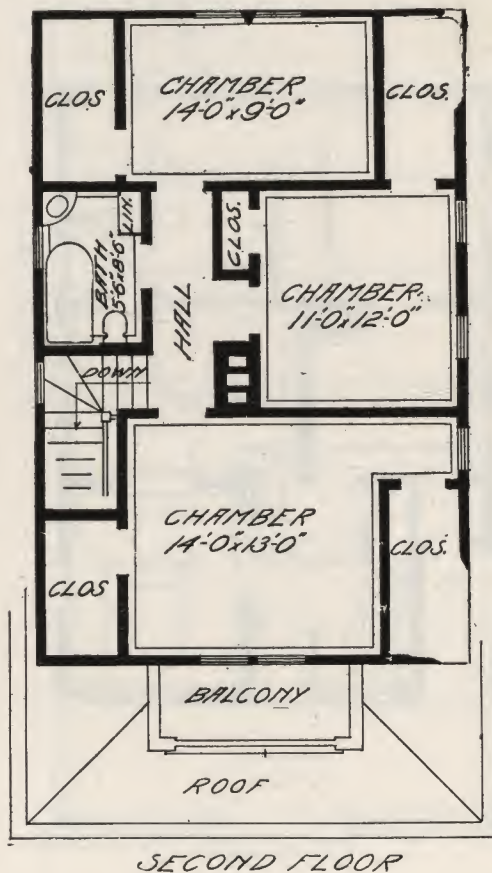 CLOS
CHAMBER
14'-0"x9'-0"
CLOS.
LIN.
BATH
5'-6"x8'-6"
CLOS.
HALL
CHAMBER.
11'-0"x12'-0"
DOWN
CHAMBER
14'-0"x13'-0"
CLOS
CLOS.
BALCONY
ROOF
SECOND FLOOR